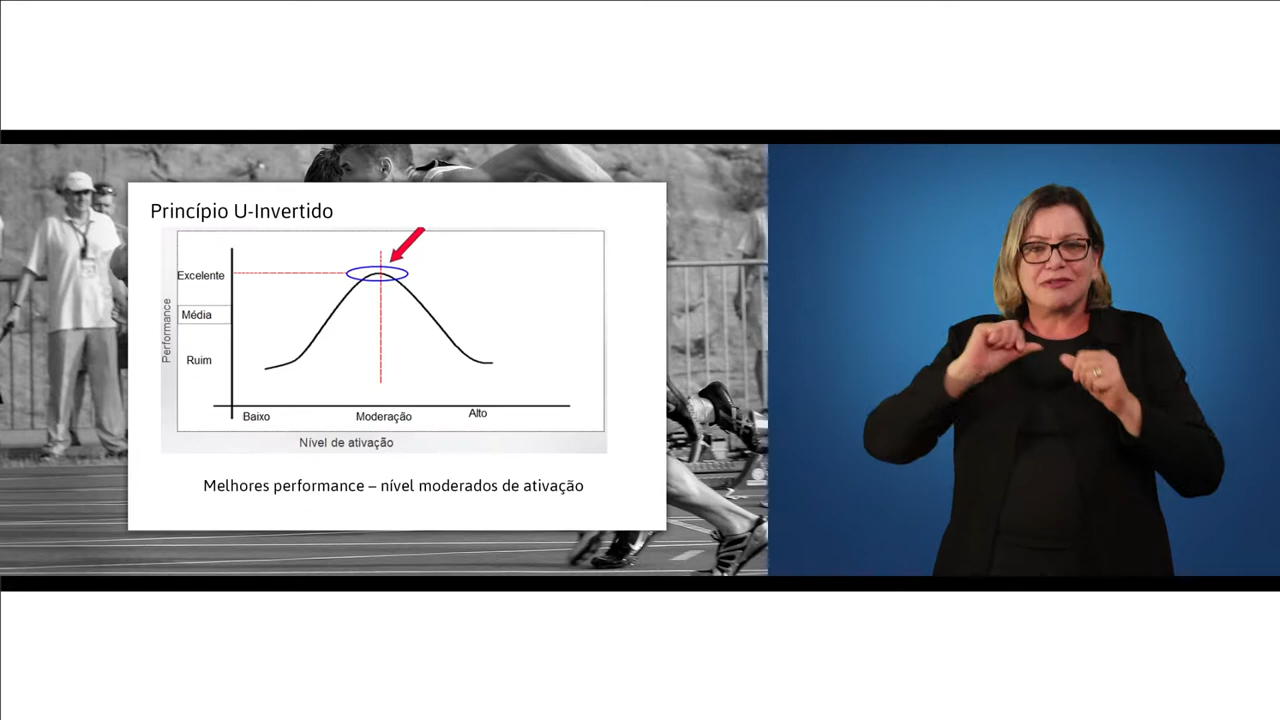 Princípio U-Invertido
Excelente
Média
Ruim
Performance
Baixo
Moderação
Alto
Nível de ativação
Melhores performance – nível moderados de ativação